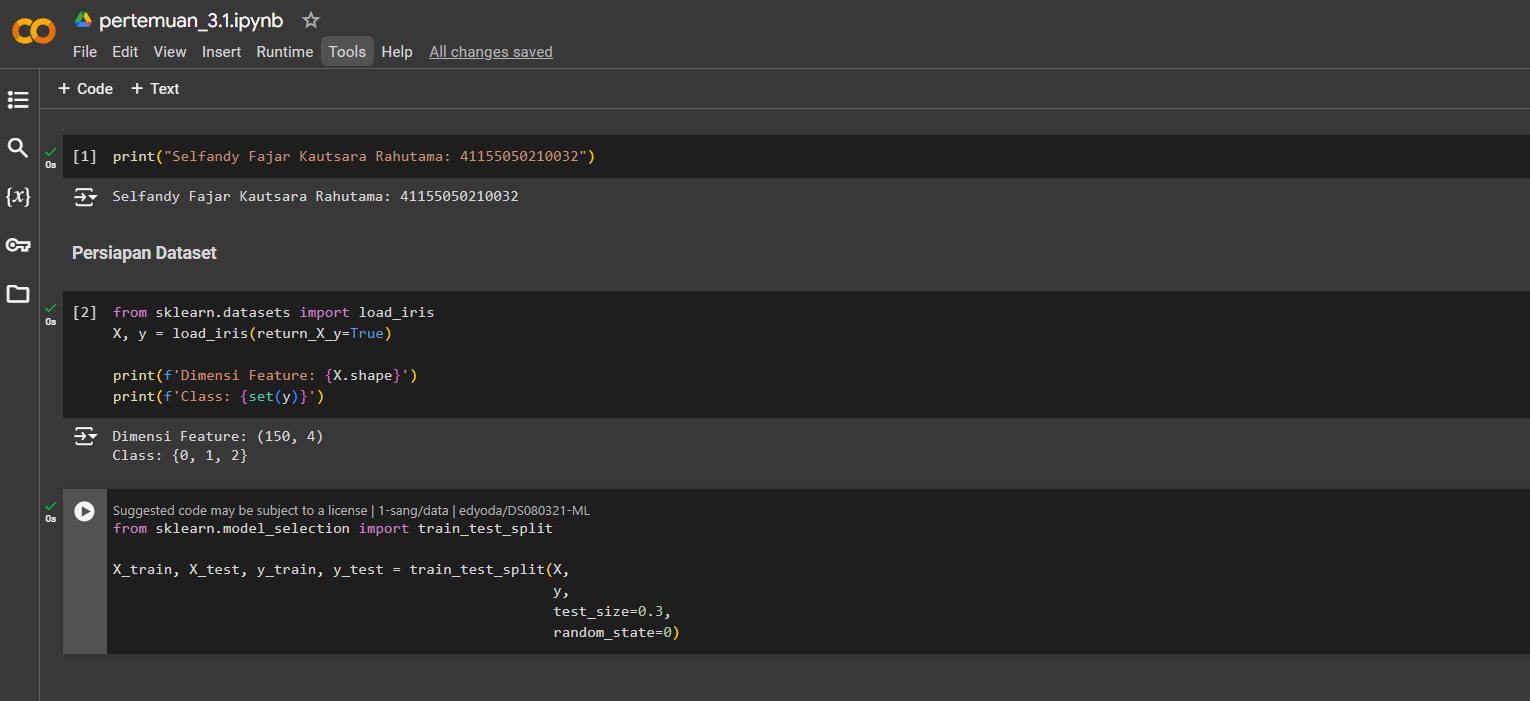 pertemuan_3.1.ipynb
File Edit View Insert Runtime Tools Help All changes saved
+ Code + Text
0s
[1] print("Selfandy Fajar Kautsara Rahutama: 41155050210032")
Selfandy Fajar Kautsara Rahutama: 41155050210032
Persiapan Dataset
0s
[2] from sklearn.datasets import load_iris
X, y = load_iris(return_X_y=True)
print(f'Dimensi Feature: {X.shape}')
print(f'Class: {set(y)}')
Dimensi Feature: (150, 4)
Class: {0, 1, 2}
0s
Suggested code may be subject to a license | 1-sang/data | edyoda/DS080321-ML
from sklearn.model_selection import train_test_split
X_train, X_test, y_train, y_test = train_test_split(X,
y,
test_size=0.3,
random_state=0)